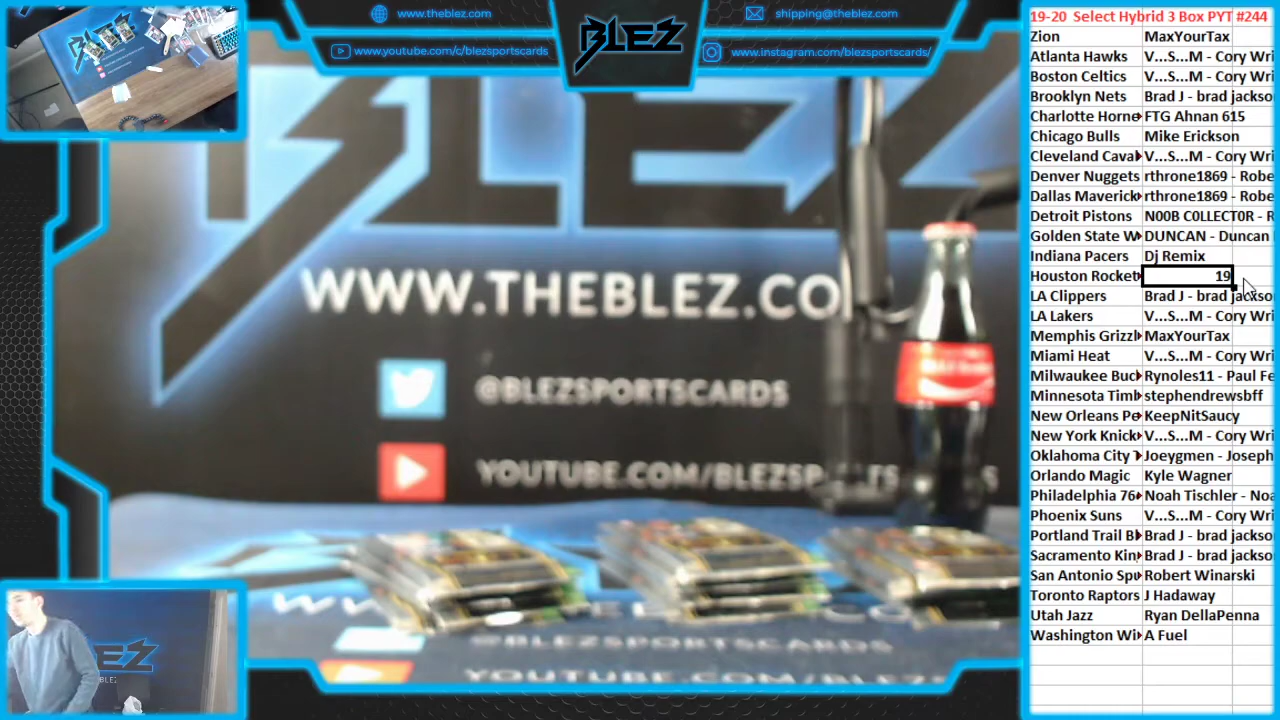 www.theblez.com
www.youtube.com/c/blezsportscards
BLEZ
shipping@theblez.com
www.instagram.com/blezsportscards/
BLEZ
WWW.THEBLEZ.CO
@BLEZSPORTSCARDS
YOUTUBE.COM/BLEZSP
@BLEZSPORTSCARDS
YOUTUBE.COM/BLEZS
19-20 Select Hybrid 3 Box PYT #244
Zion MaxYourTax
Atlanta Hawks V...S...M - Cory Wri
Boston Celtics V...S...M - Cory Wri
Brooklyn Nets Brad J - brad jackso
Charlotte Horne FTG Ahnan 615
Chicago Bulls Mike Erickson
Cleveland Caval V...S...M - Cory Wri
Denver Nuggets rthrone1869 - Robe
Dallas Maverick rthrone1869 - Robe
Detroit Pistons N00B C0LLECT0R - R
Golden State W DUNCAN - Duncan
Indiana Pacers Dj Remix
Houston Rocket 19
LA Clippers Brad J - brad jackso
LA Lakers V...S...M - Cory Wri
Memphis Grizzl MaxYourTax
Miami Heat V...S...M - Cory Wri
Milwaukee Buc Rynoles11 - Paul Fe
Minnesota Timl stephendrewsbff
New Orleans Pe KeepNitSaucy
New York Knick V...S...M - Cory Wri
Oklahoma City T Joeygmen - Joseph
Orlando Magic Kyle Wagner
Philadelphia 76 Noah Tischler - Noa
Phoenix Suns V...S...M - Cory Wri
Portland Trail B Brad J - brad jackso
Sacramento Kin Brad J - brad jackso
San Antonio Spu Robert Winarski
Toronto Raptors J Hadaway
Utah Jazz Ryan DellaPenna
Washington Wi A Fuel